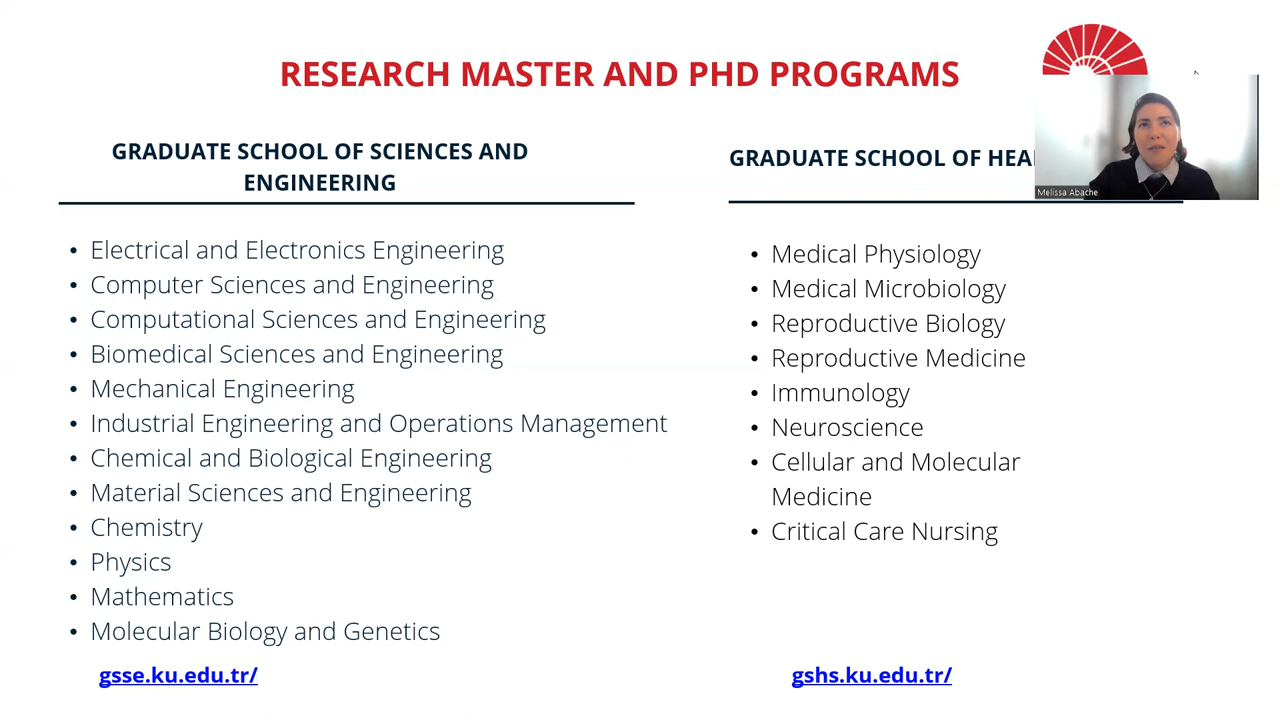 RESEARCH MASTER AND PHD PROGRAMS
GRADUATE SCHOOL OF SCIENCES AND
ENGINEERING
• Electrical and Electronics Engineering
• Computer Sciences and Engineering
• Computational Sciences and Engineering
• Biomedical Sciences and Engineering
• Mechanical Engineering
• Industrial Engineering and Operations Management
• Chemical and Biological Engineering
• Material Sciences and Engineering
• Chemistry
• Physics
• Mathematics
• Molecular Biology and Genetics
gsse.ku.edu.tr/
GRADUATE SCHOOL OF
• Medical Physiology
• Medical Microbiology
• Reproductive Biology
• Reproductive Medicine
• Immunology
• Neuroscience
• Cellular and Molecular
Medicine
• Critical Care Nursing
gshs.ku.edu.tr/
Melissa Abache